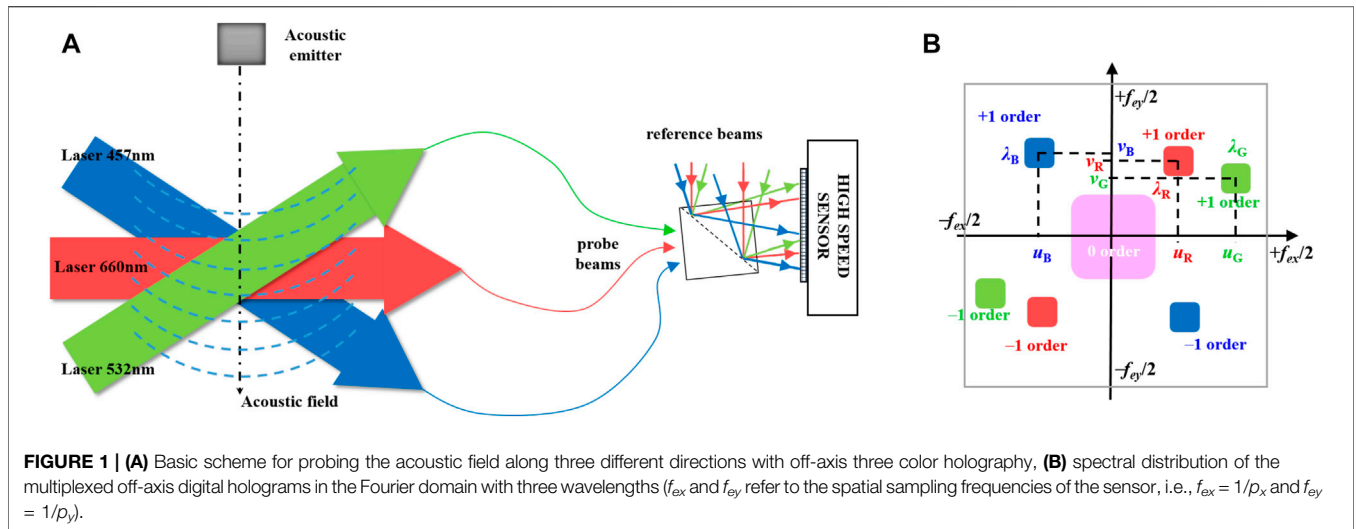 A
Acoustic
emitter
Laser 457nm
Laser 660nm
Laser 532nm
Acoustic field
probe
beams
reference beams
HIGH SPEED
SENSOR
B
+fey/2
+1 order
+1 order
λB
vB
vR
vG
λG
λR
+1 order
−fex/2
0 order
uB
uR
uG
+fex/2
−1 order
−1 order
−1 order
−fey/2
FIGURE 1 | (A) Basic scheme for probing the acoustic field along three different directions with off-axis three color holography, (B) spectral distribution of the
multiplexed off-axis digital holograms in the Fourier domain with three wavelengths (fex and fey refer to the spatial sampling frequencies of the sensor, i.e., fex = 1/px and fey
= 1/py).